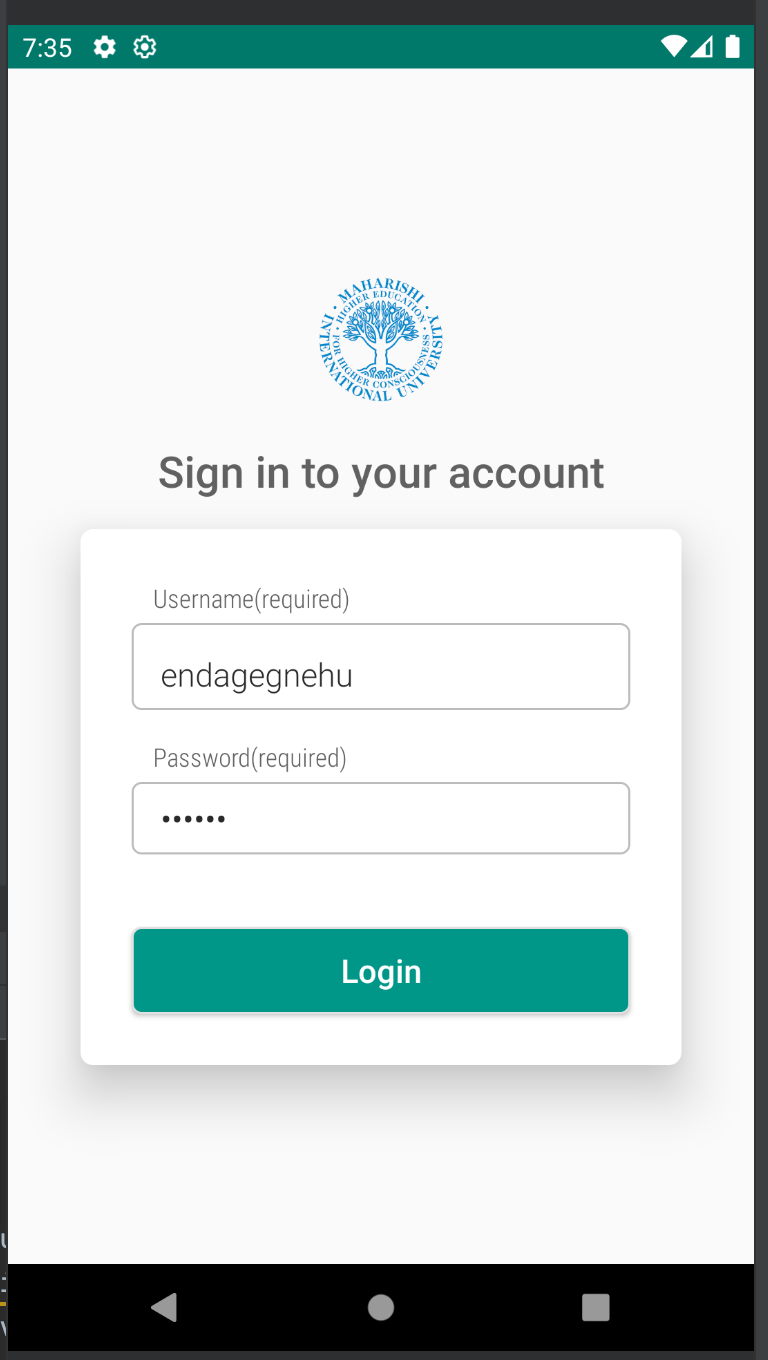 7:35
MAHARISHI
INTERNATIONAL UNIVERSITY
HIGHER EDUCATION
FOR HIGHER CONSCIOUSNESS
Sign in to your account
Username(required)
endagegnehu
Password(required)
••••••
Login